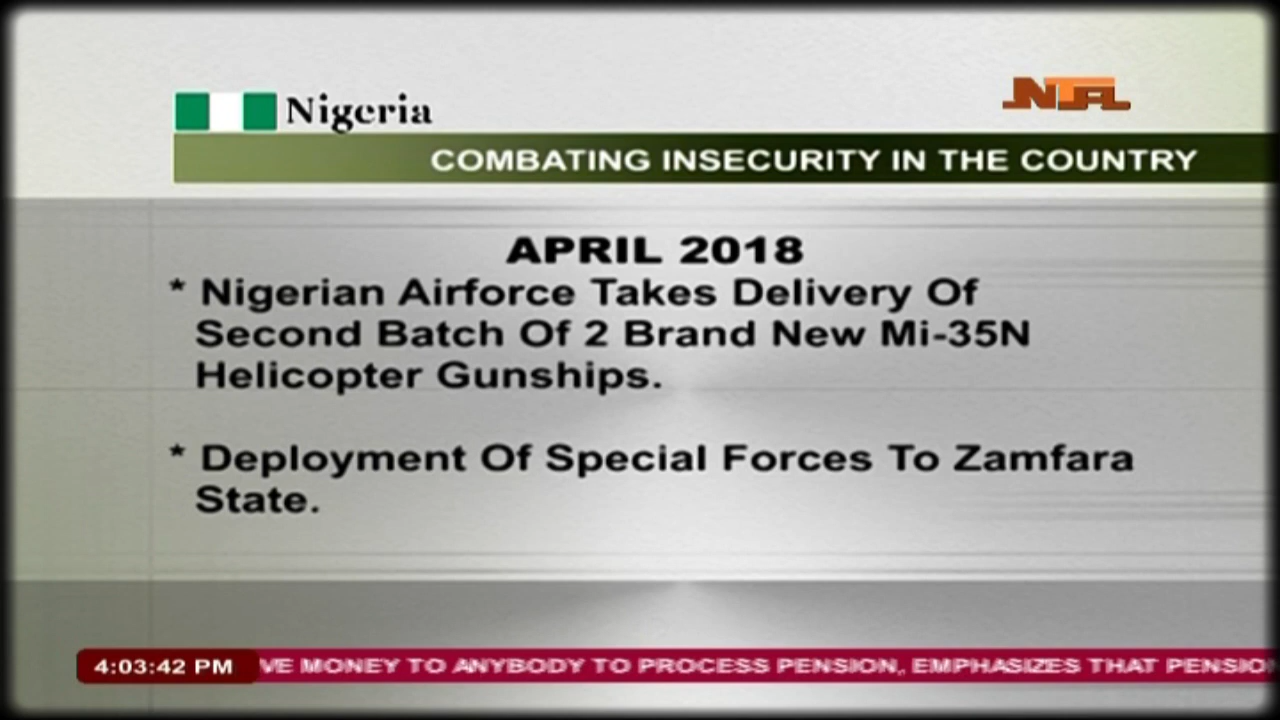 Nigeria
NTA
COMBATING INSECURITY IN THE COUNTRY
APRIL 2018
* Nigerian Airforce Takes Delivery Of
Second Batch Of 2 Brand New Mi-35N
Helicopter Gunships.
* Deployment Of Special Forces To Zamfara
State.
4:03:42 PM VE MONEY TO ANYBODY TO PROCESS PENSION, EMPHASIZES THAT PENSIO